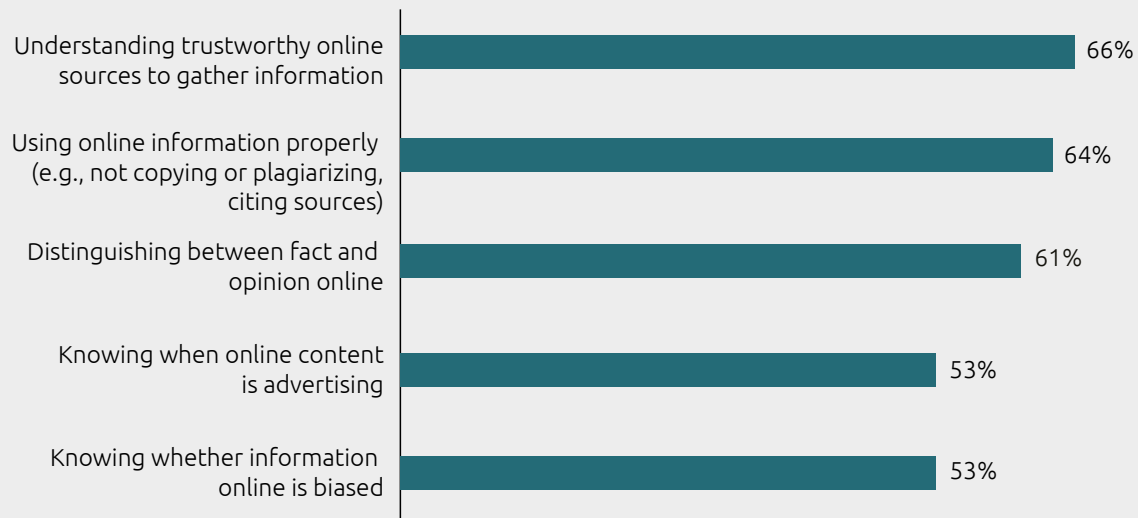 Understanding trustworthy online
sources to gather information
66%
Using online information properly
(e.g., not copying or plagiarizing,
citing sources)
64%
Distinguishing between fact and
opinion online
61%
Knowing when online content
is advertising
53%
Knowing whether information
online is biased
53%